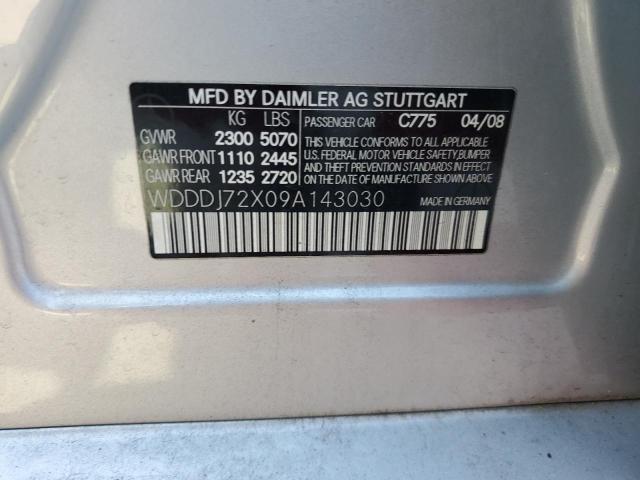 MFD BY DAIMLER AG STUTTGART
KG LBS PASSENGER CAR C775 04/08
GVWR 2300 5070
GAWR FRONT 1110 2445
GAWR REAR 1235 2720
THIS VEHICLE CONFORMS TO ALL APPLICABLE
U.S. FEDERAL MOTOR VEHICLE SAFETY,BUMPER
AND THEFT PREVENTION STANDARDS IN EFFECT
ON THE DATE OF MANUFACTURE SHOWN ABOVE.
WDDDJ72X09A143030 MADE IN GERMANY